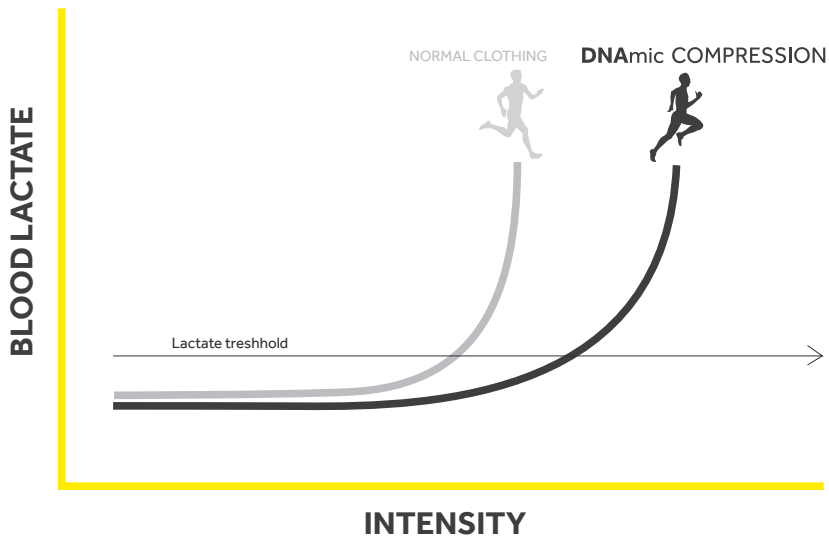 NORMAL CLOTHING
DNAmic COMPRESSION
BLOOD LACTATE
Lactate treshhold
INTENSITY